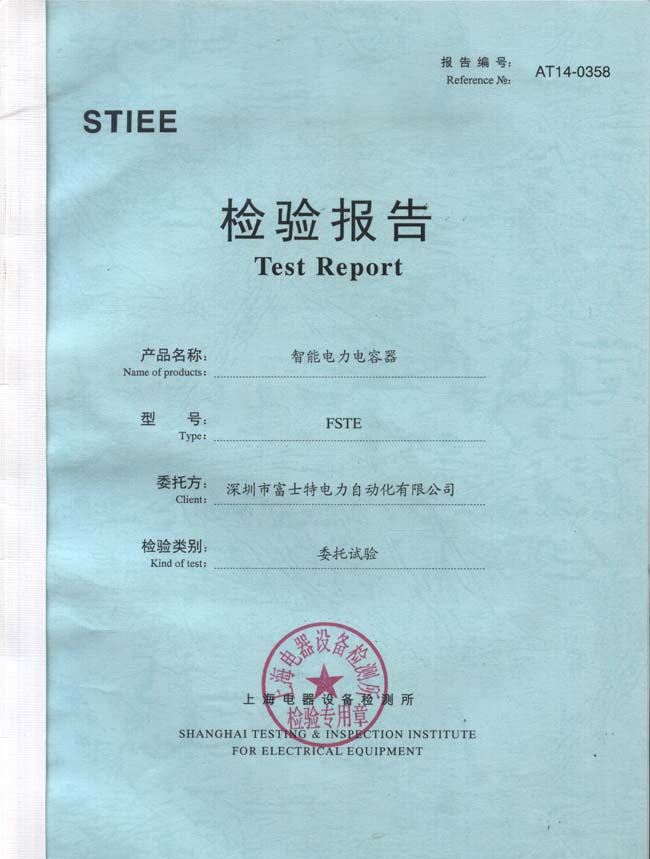 报 告 编 号：
Reference №：
AT14-0358
STIEE
检验报告
Test Report
产品名称：
智能电力电容器
Name of products：
型 号：
FSTE
Type：
委托方：
深圳市富士特电力自动化有限公司
Client：
检验类别：
委托试验
Kind of test：
上海电器设备检测所
检验专用章
上 海 电 器 设 备 检 测 所
SHANGHAI TESTING & INSPECTION INSTITUTE
FOR ELECTRICAL EQUIPMENT